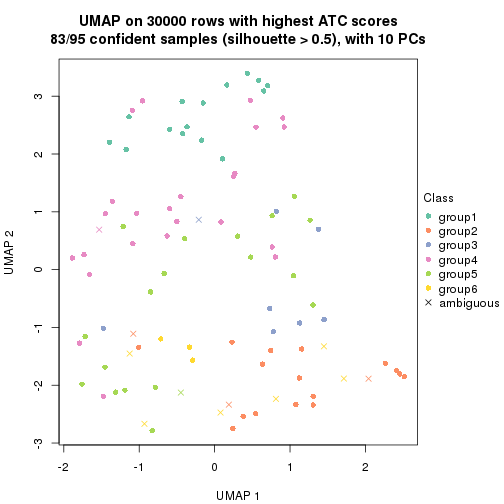 UMAP on 30000 rows with highest ATC scores
83/95 confident samples (silhouette > 0.5), with 10 PCs
3
2
1
0
-1
-2
-3
UMAP 2
-2
-1
0
1
2
UMAP 1
Class
group1
group2
group3
group4
group5
group6
ambiguous